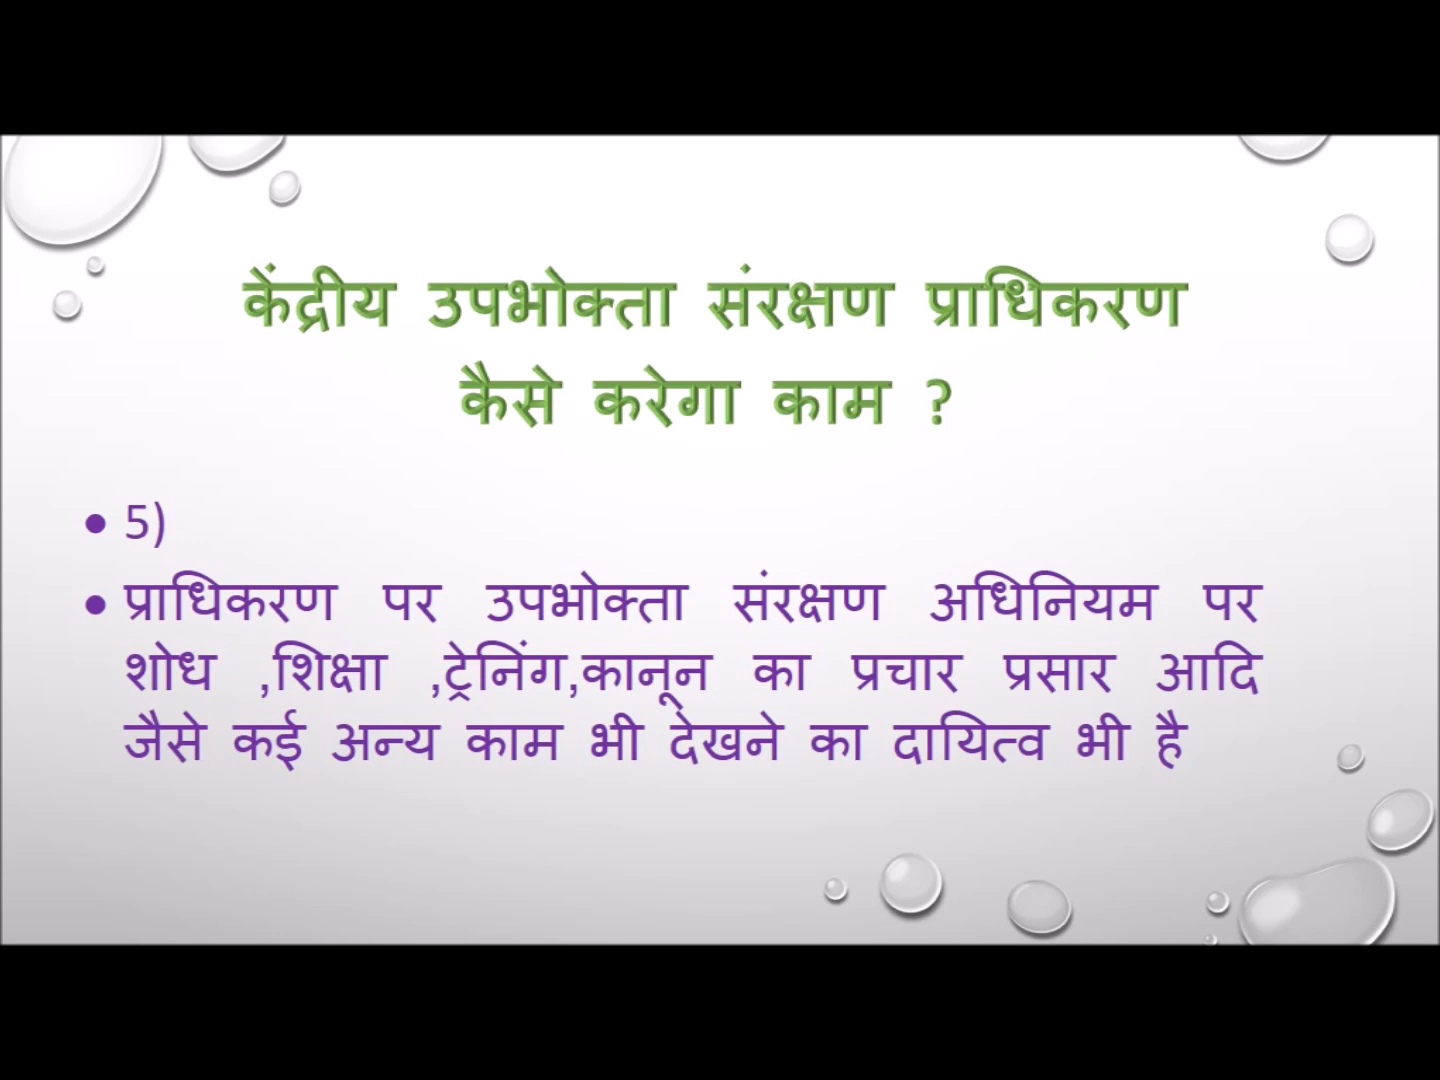 केंद्रीय उपभोक्ता संरक्षण प्राधिकरण
कैसे करेगा काम ?
• 5)
• प्राधिकरण पर उपभोक्ता संरक्षण अधिनियम पर
शोध ,शिक्षा ,ट्रेनिंग,कानून का प्रचार प्रसार आदि
जैसे कई अन्य काम भी देखने का दायित्व भी है